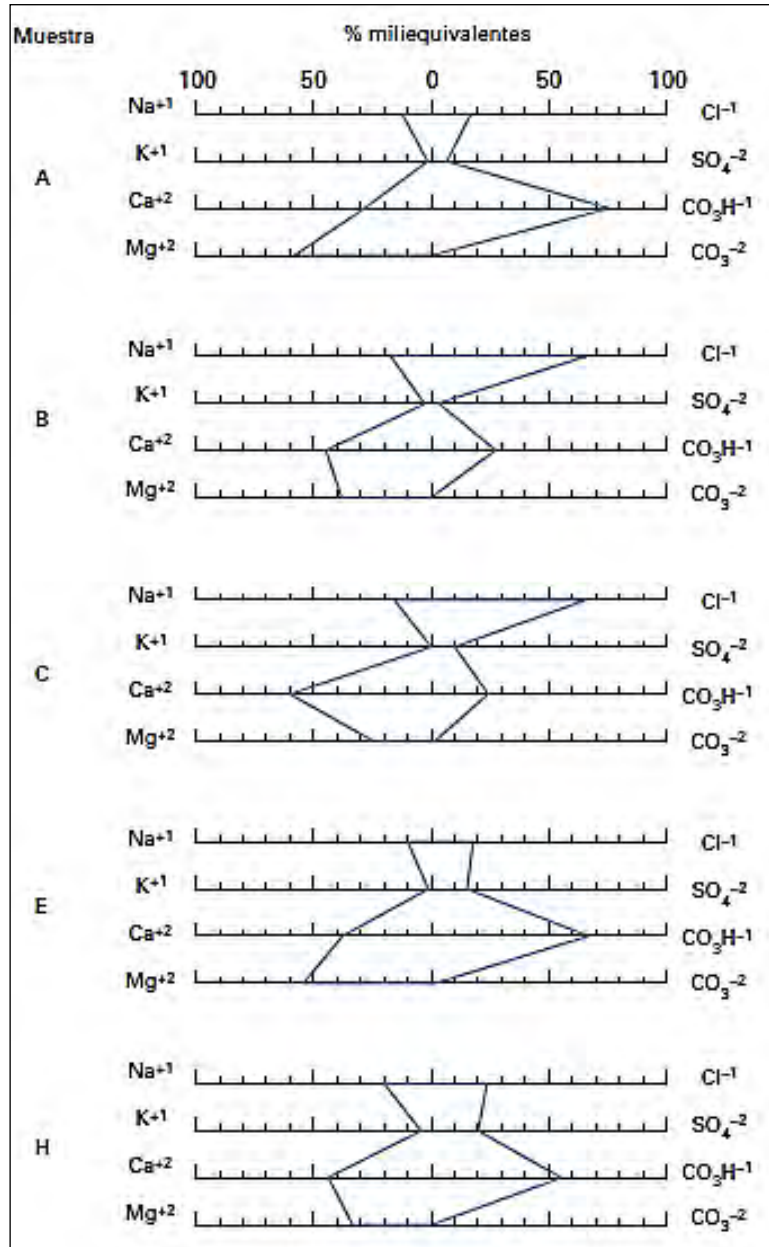 Muestra % miliequivalentes
100 50 0 50 100
Na+1 Cl−1
K+1 SO4−2
A
Ca+2 CO3H−1
Mg+2 CO3−2
Na+1 Cl−1
K+1 SO4−2
B
Ca+2 CO3H−1
Mg+2 CO3−2
Na+1 Cl−1
K+1 SO4−2
C
Ca+2 CO3H−1
Mg+2 CO3−2
Na+1 Cl−1
K+1 SO4−2
E
Ca+2 CO3H−1
Mg+2 CO3−2
Na+1 Cl−1
K+1 SO4−2
H
Ca+2 CO3H−1
Mg+2 CO3−2